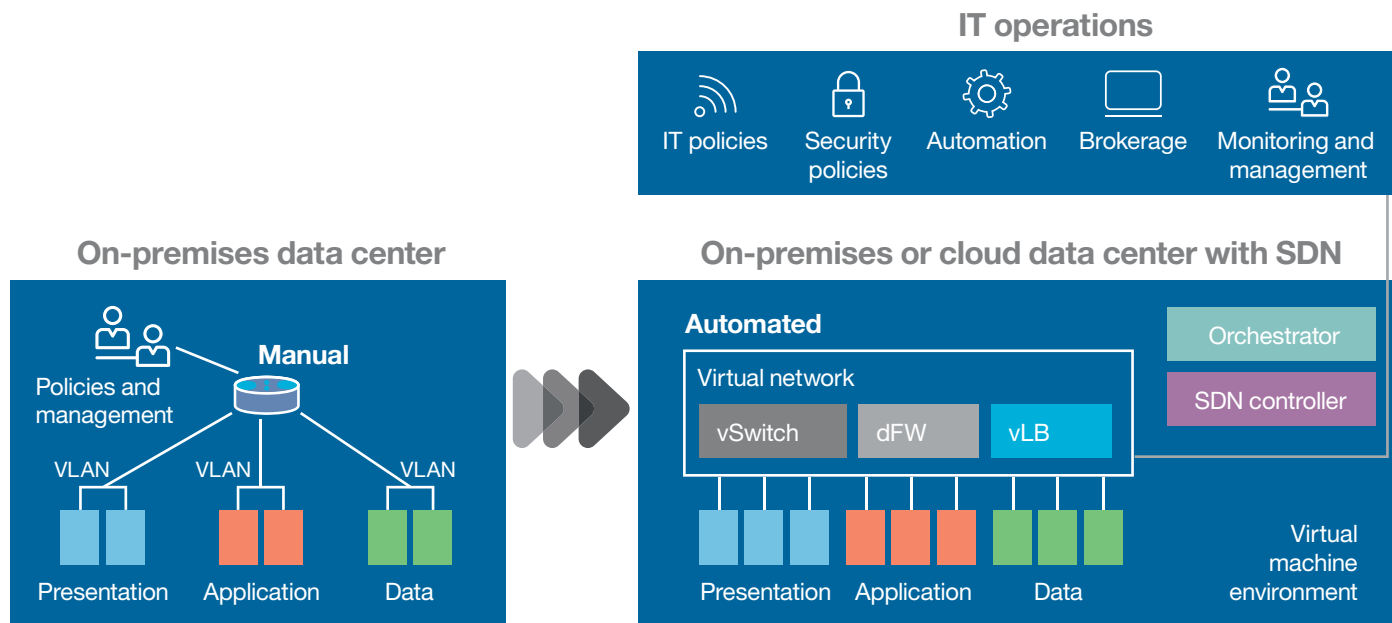 IT operations
IT policies
Security
policies
Automation
Brokerage
Monitoring and
management
On-premises data center
Manual
Policies and
management
VLAN
VLAN
VLAN
Presentation
Application
Data
On-premises or cloud data center with SDN
Automated
Virtual network
vSwitch
dFW
vLB
Orchestrator
SDN controller
Presentation
Application
Data
Virtual
machine
environment